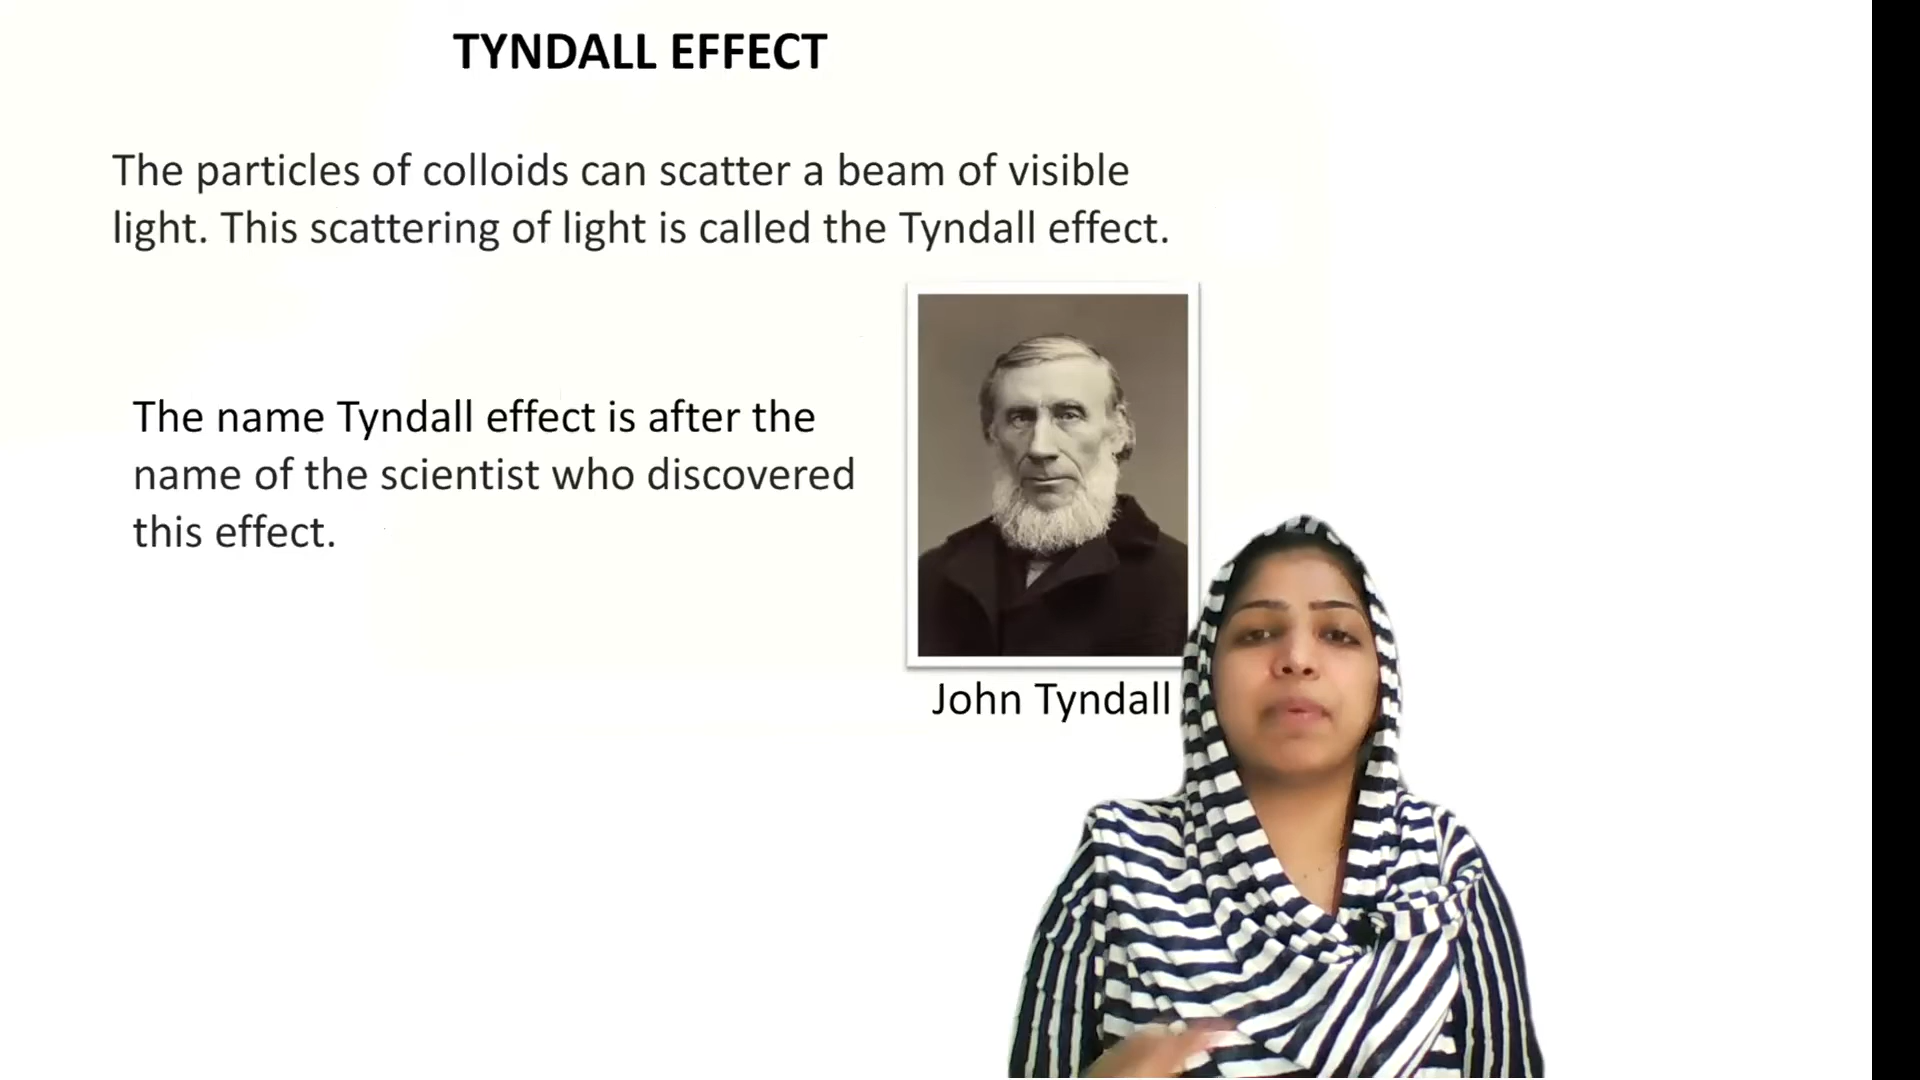 TYNDALL EFFECT
The particles of colloids can scatter a beam of visible
light. This scattering of light is called the Tyndall effect.
The name Tyndall effect is after the
name of the scientist who discovered
this effect.
John Tyndall